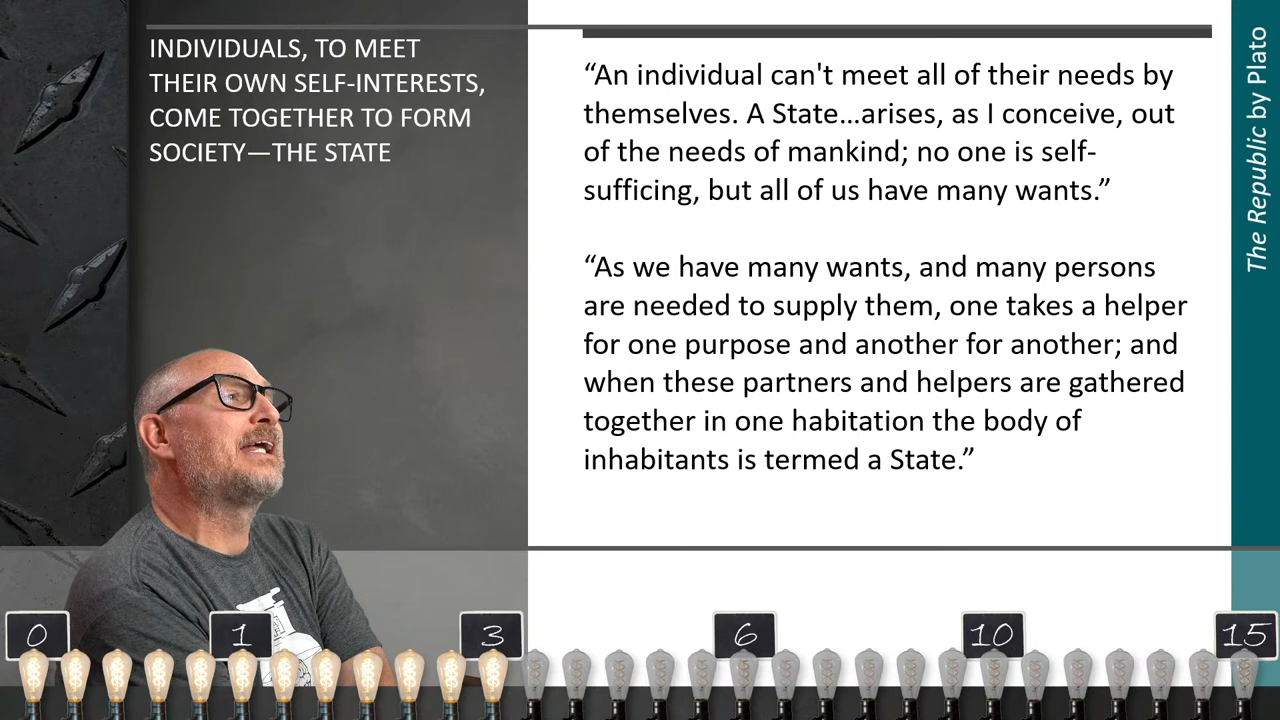 INDIVIDUALS, TO MEET
THEIR OWN SELF-INTERESTS,
COME TOGETHER TO FORM
SOCIETY—THE STATE
“An individual can't meet all of their needs by
themselves. A State…arises, as I conceive, out
of the needs of mankind; no one is self-
sufficing, but all of us have many wants.”
“As we have many wants, and many persons
are needed to supply them, one takes a helper
for one purpose and another for another; and
when these partners and helpers are gathered
together in one habitation the body of
inhabitants is termed a State.”
The Republic by Plato
0
1
3
6
10
15